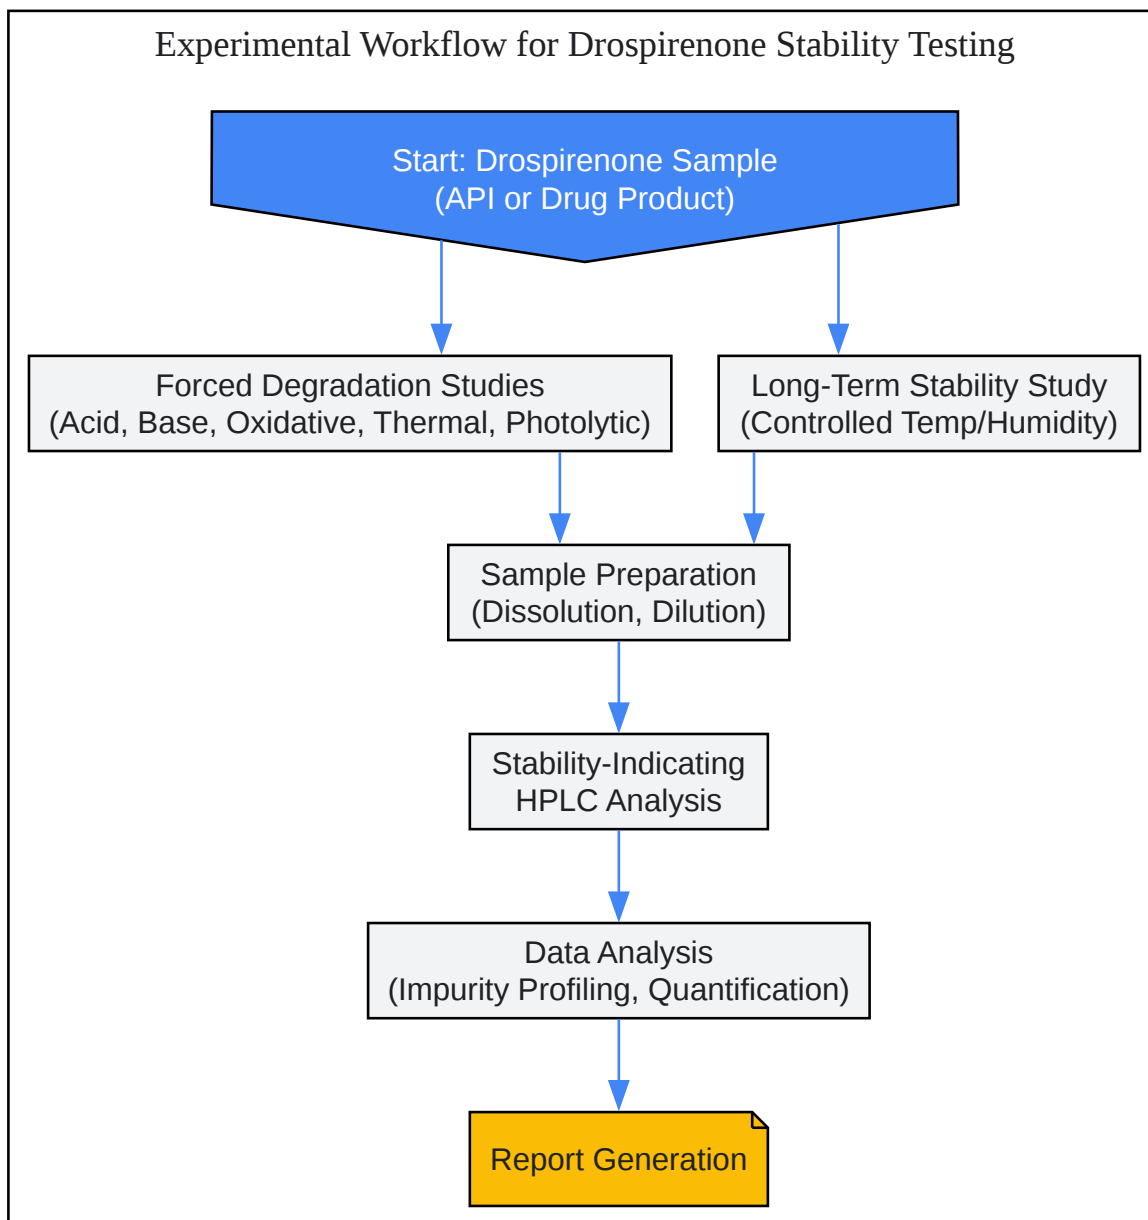 Experimental Workflow for Drospirenone Stability Testing
Start: Drospirenone Sample
(API or Drug Product)
Forced Degradation Studies
(Acid, Base, Oxidative, Thermal, Photolytic)
Long-Term Stability Study
(Controlled Temp/Humidity)
Sample Preparation
(Dissolution, Dilution)
Stability-Indicating
HPLC Analysis
Data Analysis
(Impurity Profiling, Quantification)
Report Generation